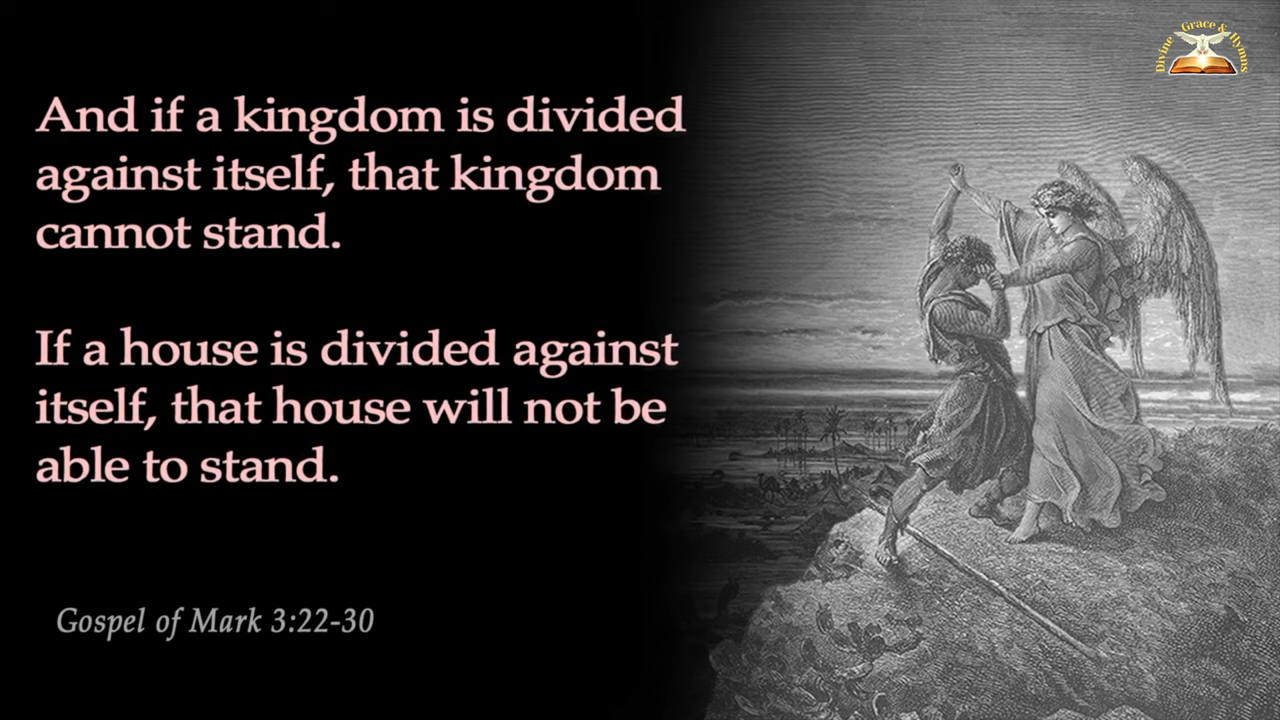 And if a kingdom is divided
against itself, that kingdom
cannot stand.
If a house is divided against
itself, that house will not be
able to stand.
Gospel of Mark 3:22-30
Divine Grace & Hymns